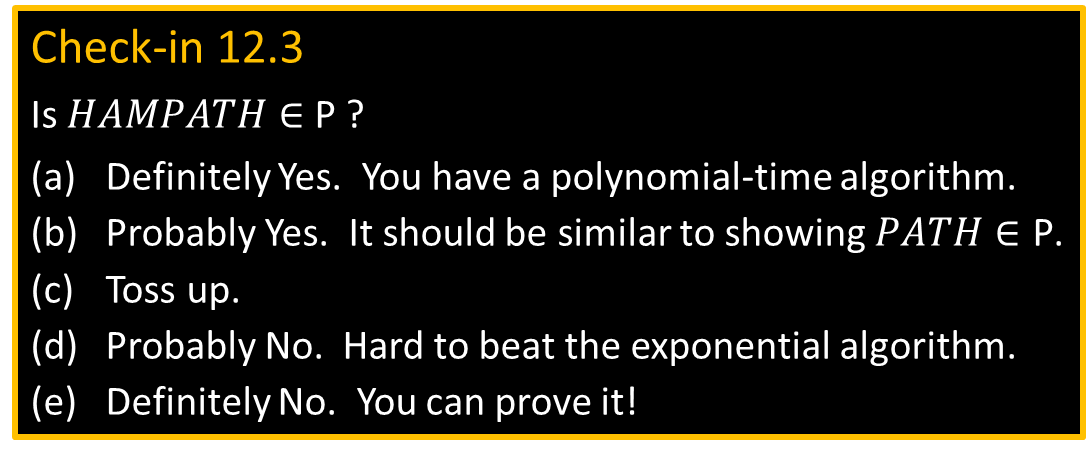 Check-in 12.3
Is HAMPATH ∈ P ?
(a) Definitely Yes. You have a polynomial-time algorithm.
(b) Probably Yes. It should be similar to showing PATH ∈ P.
(c) Toss up.
(d) Probably No. Hard to beat the exponential algorithm.
(e) Definitely No. You can prove it!